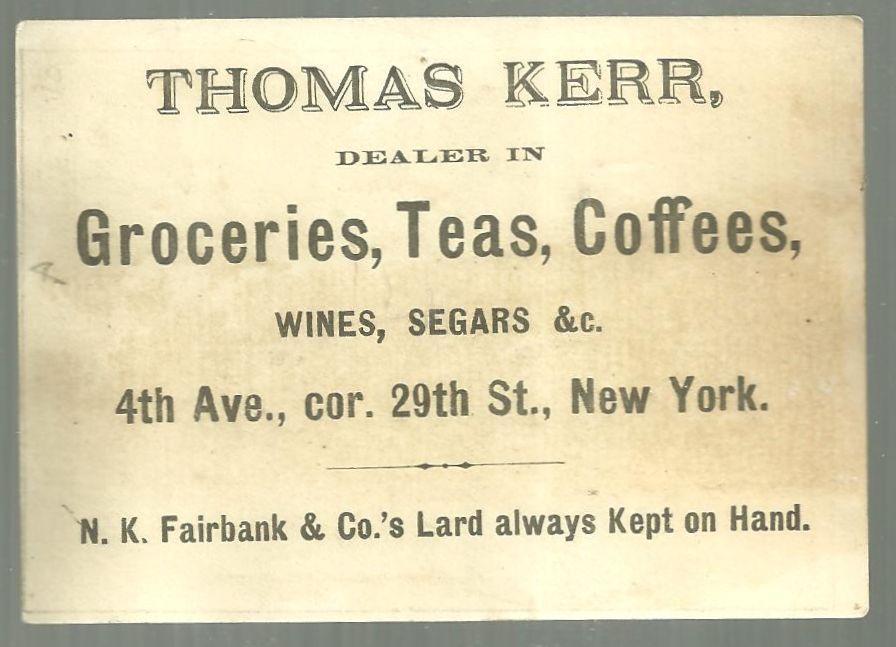 THOMAS KERR,
DEALER IN
Groceries, Teas, Coffees,
WINES, SEGARS &c.
4th Ave., cor. 29th St., New York.
N. K. Fairbank & Co.'s Lard always Kept on Hand.